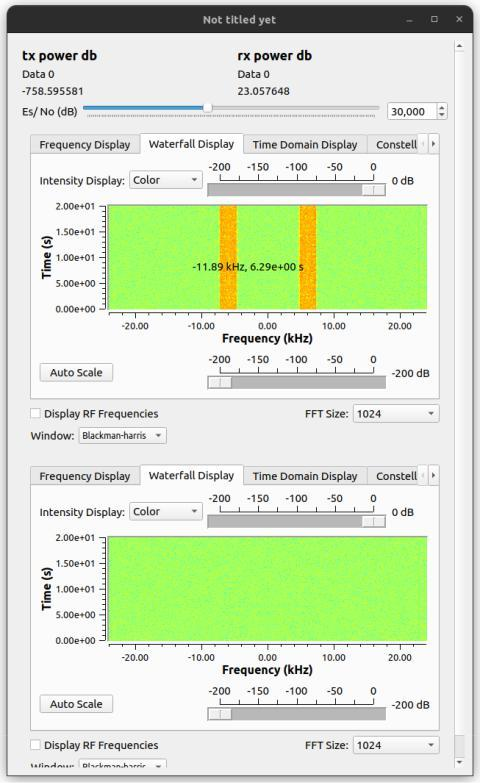 Not titled yet
tx power db
rx power db
Data 0
Data 0
-758.595581
23.057648
Es/ No (dB)
30,000
Frequency Display
Waterfall Display
Time Domain Display
Constell
Intensity Display:
Color
-200 -150 -100 -50 0
0 dB
2.00e+01
1.50e+01
1.00e+01
5.00e+00
0.00e+00
Time (s)
-11.89 kHz, 6.29e+00 s
-20.00 -10.00 0.00 10.00 20.00
Frequency (kHz)
Auto Scale
-200 -150 -100 -50 0
-200 dB
Display RF Frequencies
FFT Size:
1024
Window:
Blackman-harris
Frequency Display
Waterfall Display
Time Domain Display
Constell
Intensity Display:
Color
-200 -150 -100 -50 0
0 dB
2.00e+01
1.50e+01
1.00e+01
5.00e+00
0.00e+00
Time (s)
-20.00 -10.00 0.00 10.00 20.00
Frequency (kHz)
Auto Scale
-200 -150 -100 -50 0
-200 dB
Display RF Frequencies
FFT Size:
1024
Window:
Blackman-harris